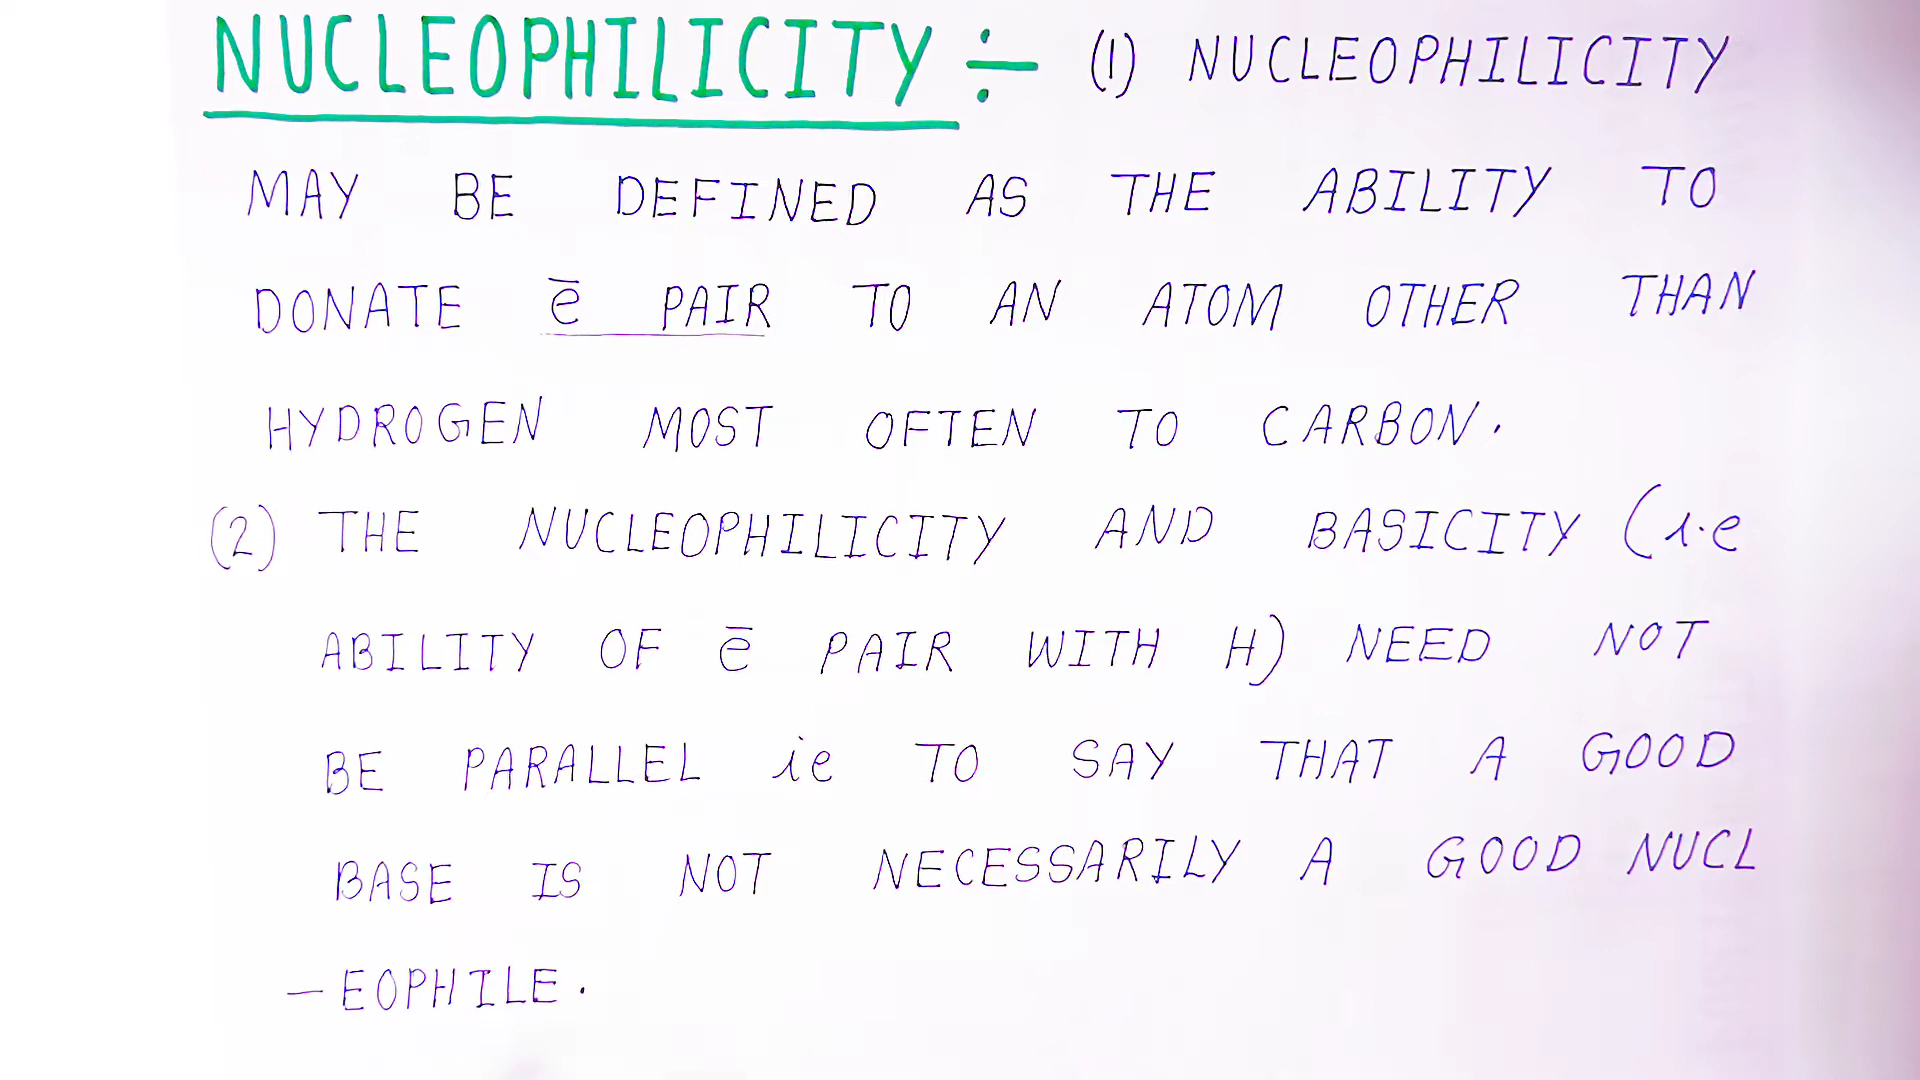 NUCLEOPHILICITY ÷ (1) NUCLEOPHILICITY
MAY BE DEFINED AS THE ABILITY TO
DONATE ē PAIR TO AN ATOM OTHER THAN
HYDROGEN MOST OFTEN TO CARBON.
(2) THE NUCLEOPHILICITY AND BASICITY (i.e
ABILITY OF ē PAIR WITH H) NEED NOT
BE PARALLEL ie TO SAY THAT A GOOD
BASE IS NOT NECESSARILY A GOOD NUCL
-EOPHILE.